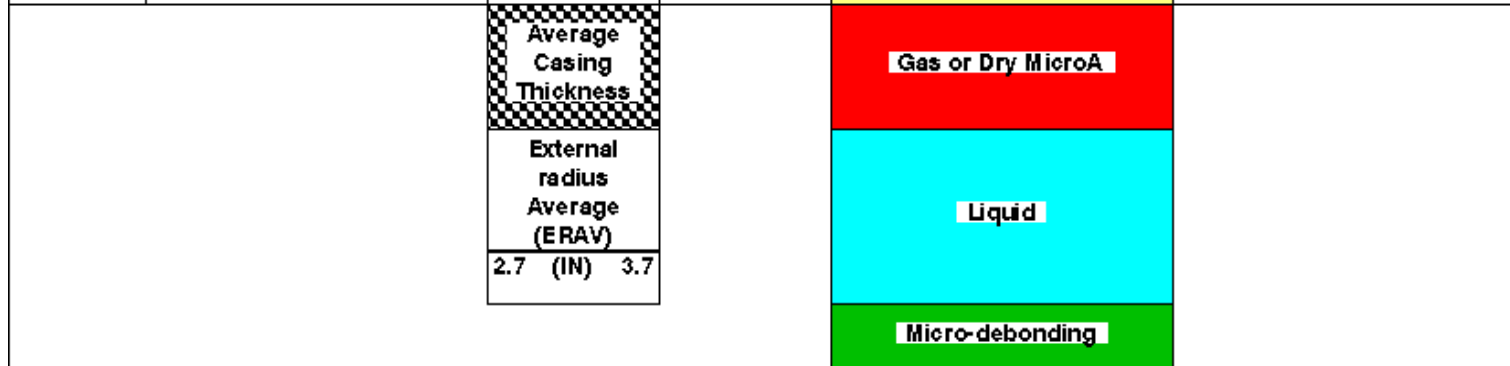 Average
Casing
Thickness
External
radius
Average
(ERAV)
2.7 (IN) 3.7
Gas or Dry MicroA
Liquid
Micro-debonding